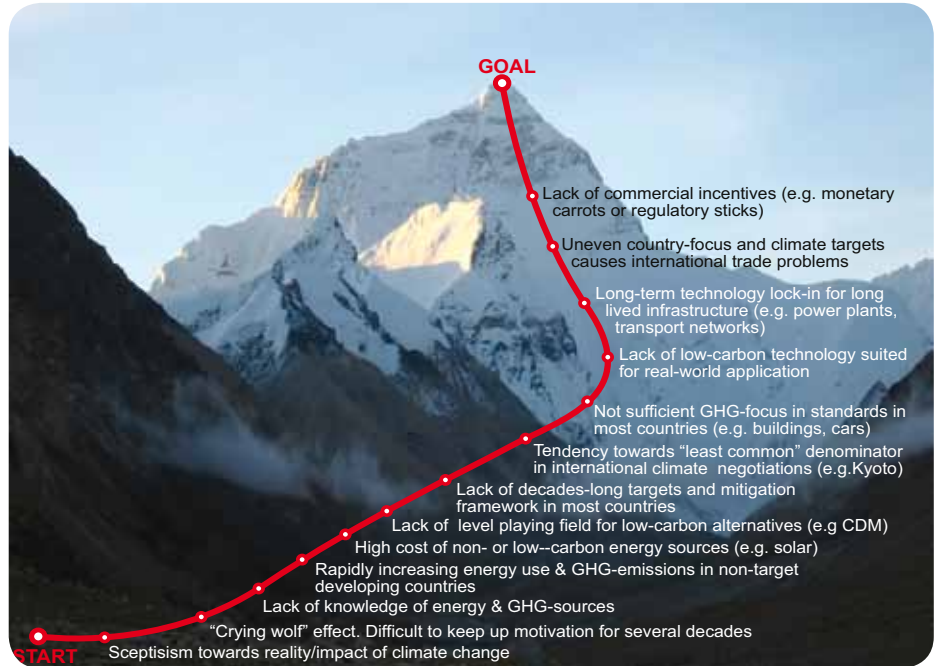 GOAL
Lack of commercial incentives (e.g. monetary
carrots or regulatory sticks)
Uneven country-focus and climate targets
causes international trade problems
Long-term technology lock-in for long
lived infrastructure (e.g. power plants,
transport networks)
Lack of low-carbon technology suited
for real-world application
Not sufficient GHG-focus in standards in
most countries (e.g. buildings, cars)
Tendency towards “least common” denominator
in international climate negotiations (e.g.Kyoto)
Lack of decades-long targets and mitigation
framework in most countries
Lack of level playing field for low-carbon alternatives (e.g CDM)
High cost of non- or low--carbon energy sources (e.g. solar)
Rapidly increasing energy use & GHG-emissions in non-target
developing countries
Lack of knowledge of energy & GHG-sources
“Crying wolf” effect. Difficult to keep up motivation for several decades
START
Sceptisism towards reality/impact of climate change